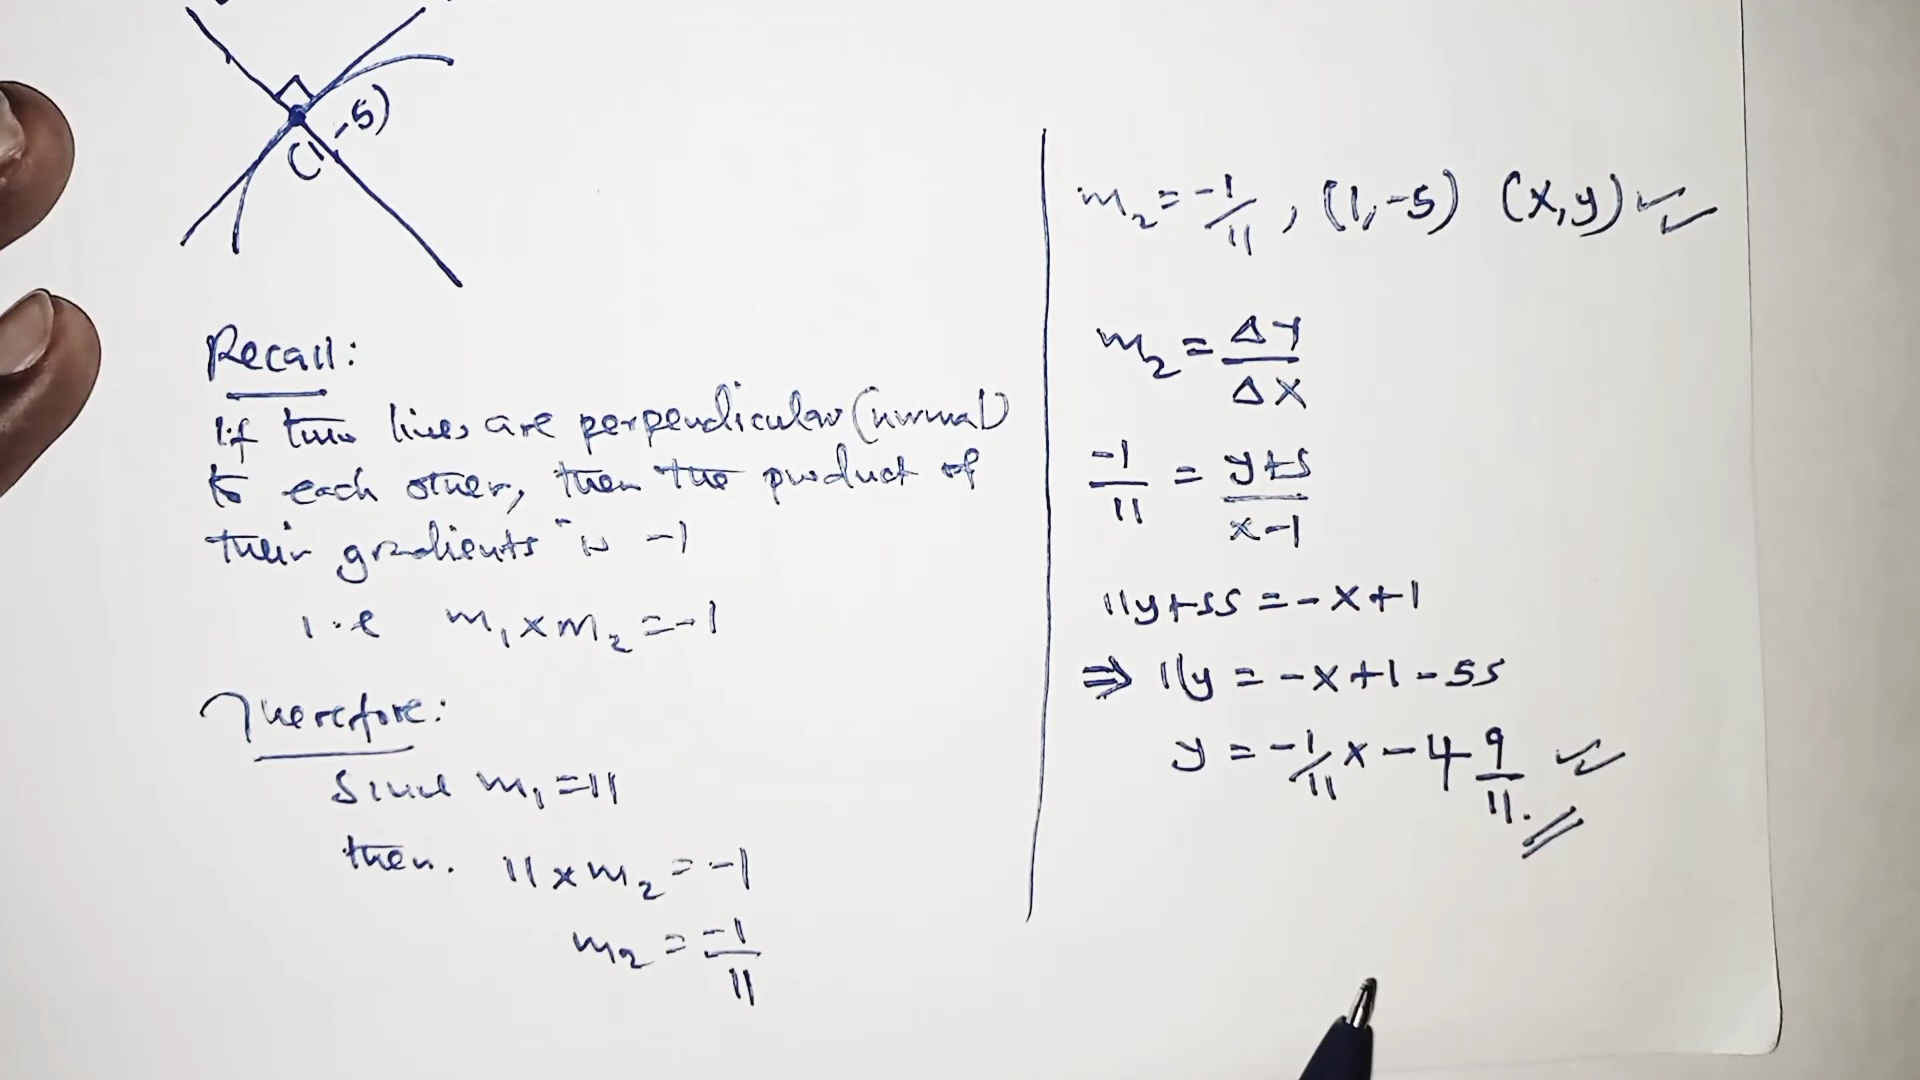 (1, -5)
Recall:
If two lines are perpendicular (normal)
to each other, then the product of
their gradients is -1
i.e m₁ x m₂ = -1
Therefore:
Since m₁ = 11
then. 11 x m₂ = -1
m₂ = -1/11
m₂ = -1/11, (1, -5) (x, y) ✓✓
m₂ = Δy/Δx
-1/11 = y+5/x-1
11y+55 = -x+1
⇒ 11y = -x+1-55
y = -1/11 x - 4 9/11. ✓✓